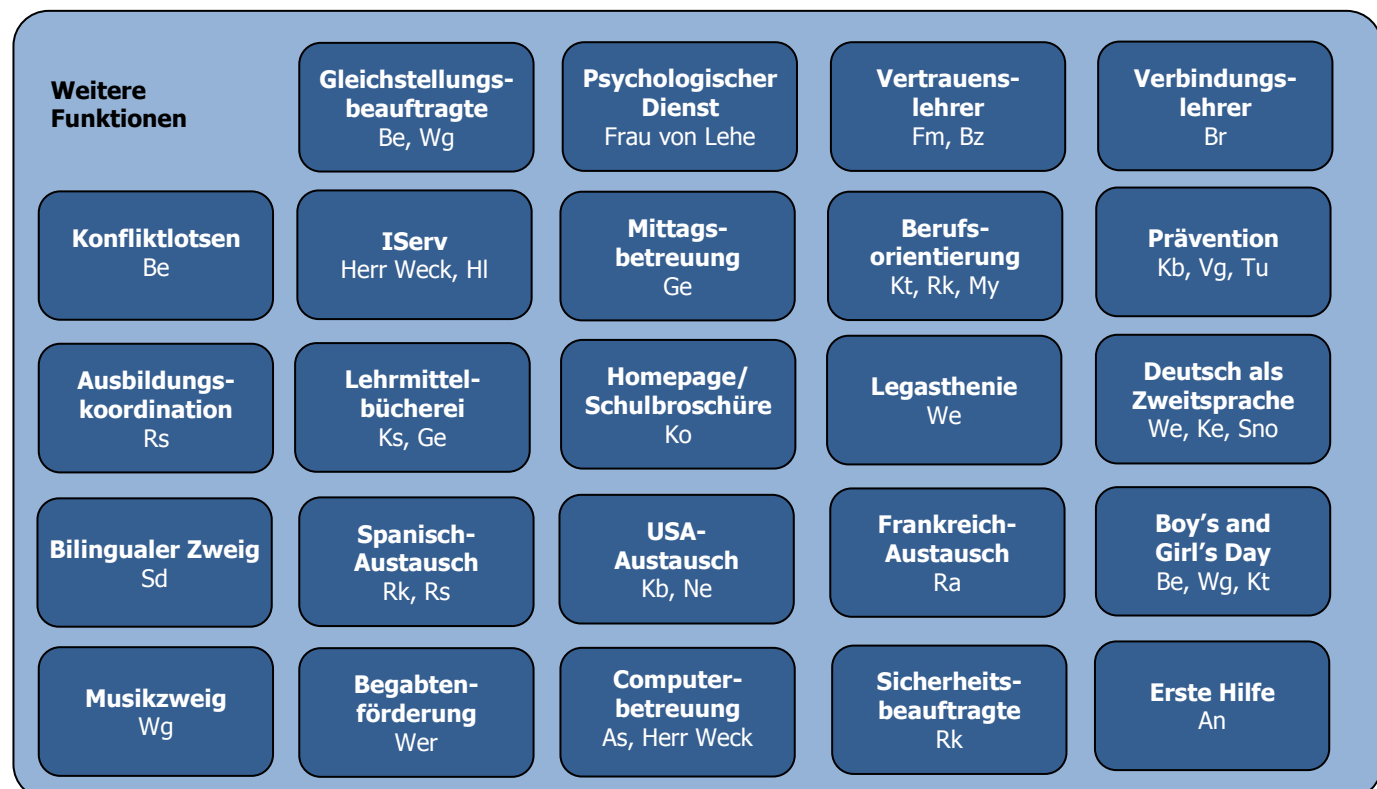 Weitere
Funktionen
Gleichstellungs-
beauftragte
Be, Wg
Psychologischer
Dienst
Frau von Lehe
Vertrauens-
lehrer
Fm, Bz
Verbindungs-
lehrer
Br
Konfliktlotsen
Be
IServ
Herr Weck, Hl
Mittags-
betreuung
Ge
Berufs-
orientierung
Kt, Rk, My
Prävention
Kb, Vg, Tu
Ausbildungs-
koordination
Rs
Lehrmittel-
bücherei
Ks, Ge
Homepage/
Schulbroschüre
Ko
Legasthenie
We
Deutsch als
Zweitsprache
We, Ke, Sno
Bilingualer Zweig
Sd
Spanisch-
Austausch
Rk, Rs
USA-
Austausch
Kb, Ne
Frankreich-
Austausch
Ra
Boy’s and
Girl’s Day
Be, Wg, Kt
Musikzweig
Wg
Begabten-
förderung
Wer
Computer-
betreuung
As, Herr Weck
Sicherheits-
beauftragte
Rk
Erste Hilfe
An